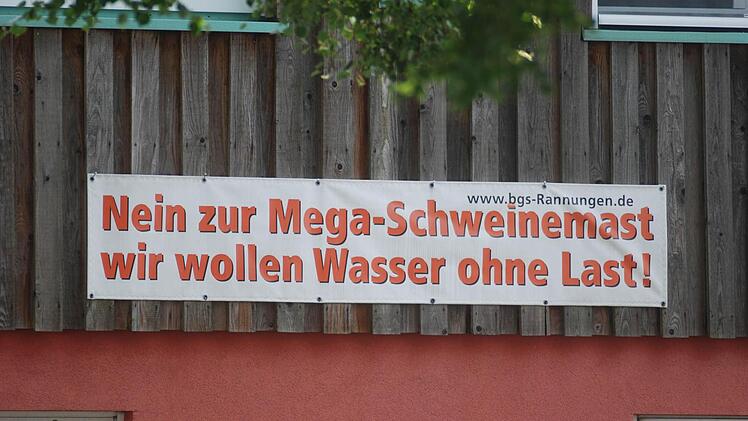 www.bgs-Rannungen.de
Nein zur Mega-Schweinemast
wir wollen Wasser ohne Last!